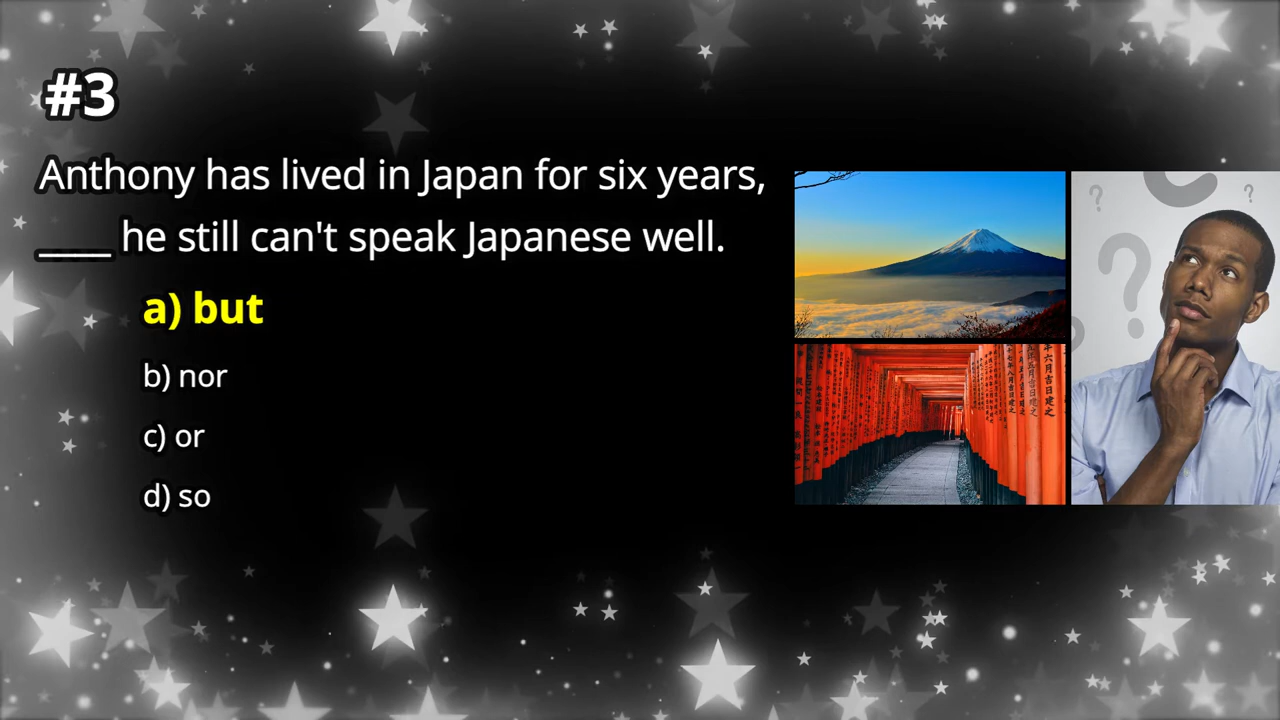 #3
Anthony has lived in Japan for six years,
____ he still can't speak Japanese well.
a) but
b) nor
c) or
d) so